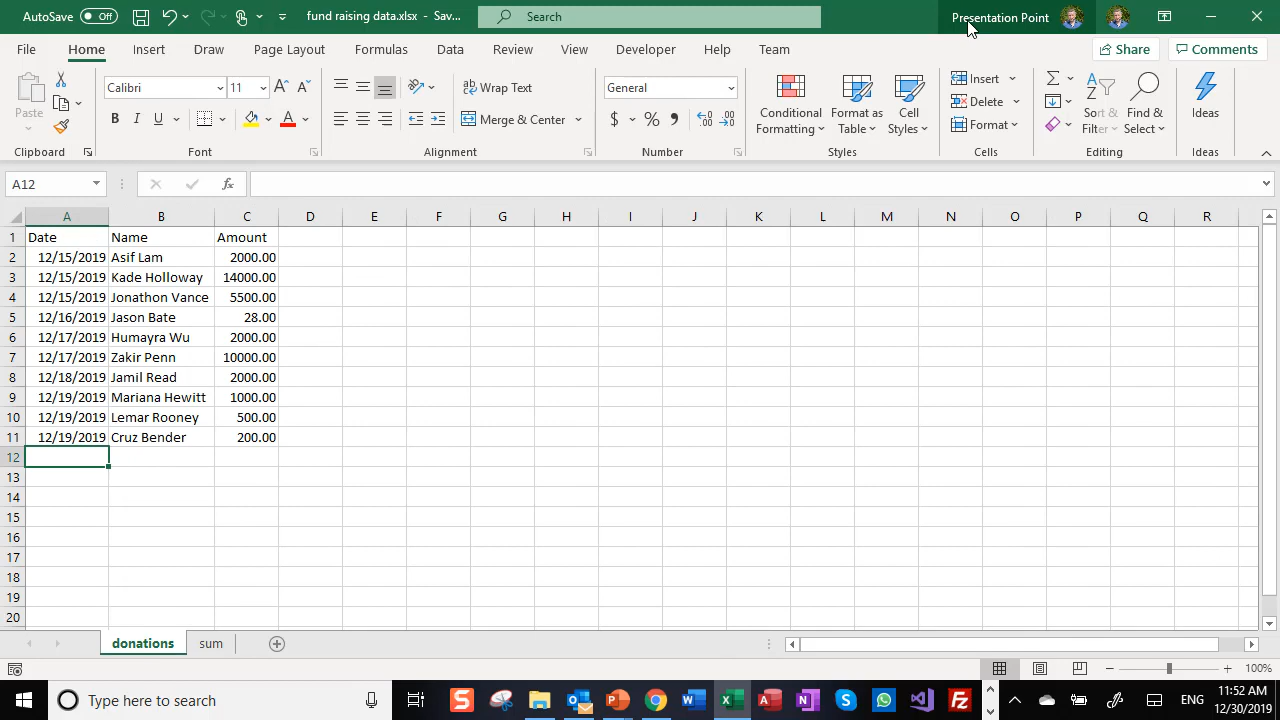 AutoSave Off fund raising data.xlsx - Sav... Search Presentation Point
File Home Insert Draw Page Layout Formulas Data Review View Developer Help Team Share Comments
Paste
Clipboard
Calibri 11
B I U
Font
Wrap Text
Merge & Center
Alignment
General
$ %
Number
Conditional
Formatting
Format as
Table
Cell
Styles
Styles
Insert
Delete
Format
Cells
Sort &
Filter
Find &
Select
Editing
Ideas
Ideas
A12 fx
A B C D E F G H I J K L M N O P Q R
1 Date Name Amount
2 12/15/2019 Asif Lam 2000.00
3 12/15/2019 Kade Holloway 14000.00
4 12/15/2019 Jonathon Vance 5500.00
5 12/16/2019 Jason Bate 28.00
6 12/17/2019 Humayra Wu 2000.00
7 12/17/2019 Zakir Penn 10000.00
8 12/18/2019 Jamil Read 2000.00
9 12/19/2019 Mariana Hewitt 1000.00
10 12/19/2019 Lemar Rooney 500.00
11 12/19/2019 Cruz Bender 200.00
12
13
14
15
16
17
18
19
20
donations sum
100%
Type here to search ENG 11:52 AM
12/30/2019